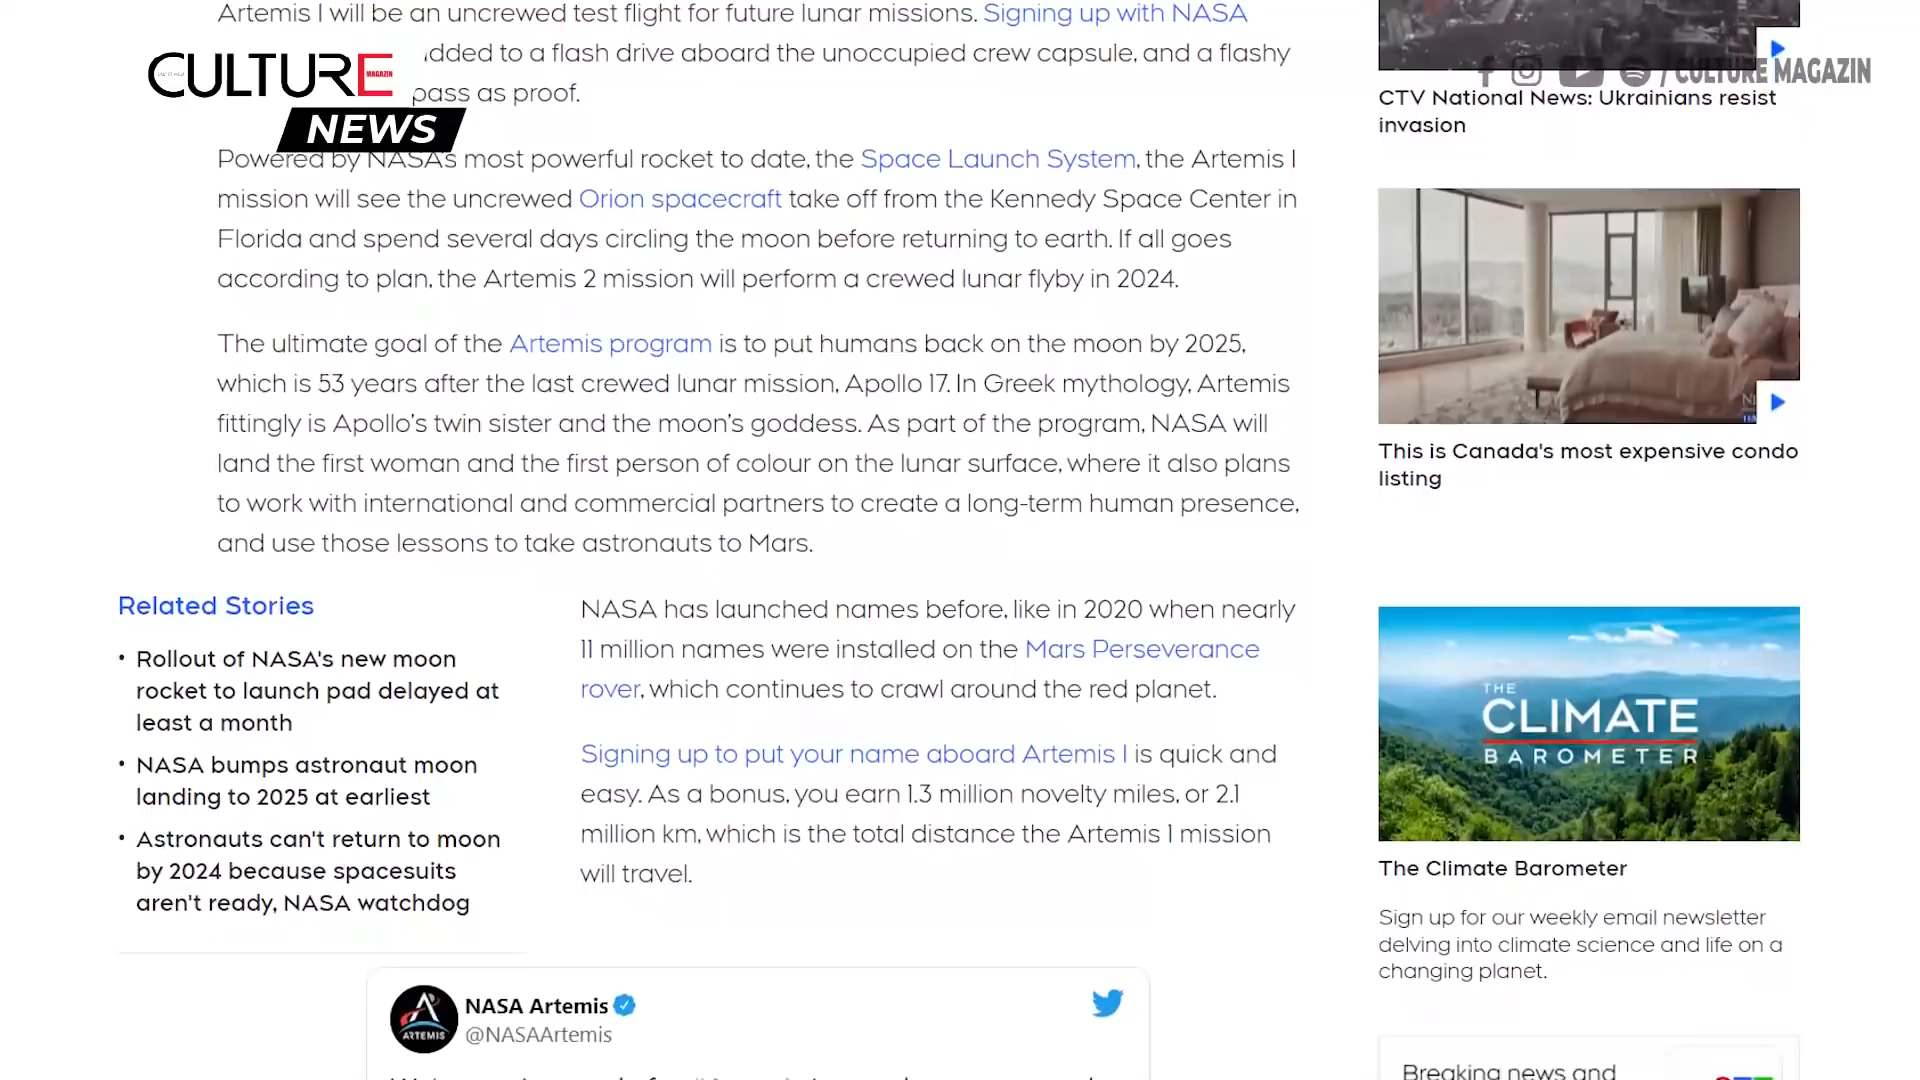 Artemis I will be an uncrewed test flight for future lunar missions. Signing up with NASA
dded to a flash drive aboard the unoccupied crew capsule, and a flashy
pass as proof.
CULTURE
MAGAZIN
NEWS
/ CULTURE MAGAZIN
Powered by NASA's most powerful rocket to date, the Space Launch System, the Artemis I
mission will see the uncrewed Orion spacecraft take off from the Kennedy Space Center in
Florida and spend several days circling the moon before returning to earth. If all goes
according to plan, the Artemis 2 mission will perform a crewed lunar flyby in 2024.
The ultimate goal of the Artemis program is to put humans back on the moon by 2025,
which is 53 years after the last crewed lunar mission, Apollo 17. In Greek mythology, Artemis
fittingly is Apollo's twin sister and the moon's goddess. As part of the program, NASA will
land the first woman and the first person of colour on the lunar surface, where it also plans
to work with international and commercial partners to create a long-term human presence,
and use those lessons to take astronauts to Mars.
Related Stories
• Rollout of NASA's new moon
rocket to launch pad delayed at
least a month
• NASA bumps astronaut moon
landing to 2025 at earliest
• Astronauts can't return to moon
by 2024 because spacesuits
aren't ready, NASA watchdog
NASA has launched names before, like in 2020 when nearly
11 million names were installed on the Mars Perseverance
rover, which continues to crawl around the red planet.
Signing up to put your name aboard Artemis I is quick and
easy. As a bonus, you earn 1.3 million novelty miles, or 2.1
million km, which is the total distance the Artemis 1 mission
will travel.
ARTEMIS
NASA Artemis
@NASAArtemis
CTV National News: Ukrainians resist
invasion
This is Canada's most expensive condo
listing
THE
CLIMATE
BAROMETER
The Climate Barometer
Sign up for our weekly email newsletter
delving into climate science and life on a
changing planet.
Breaking news and